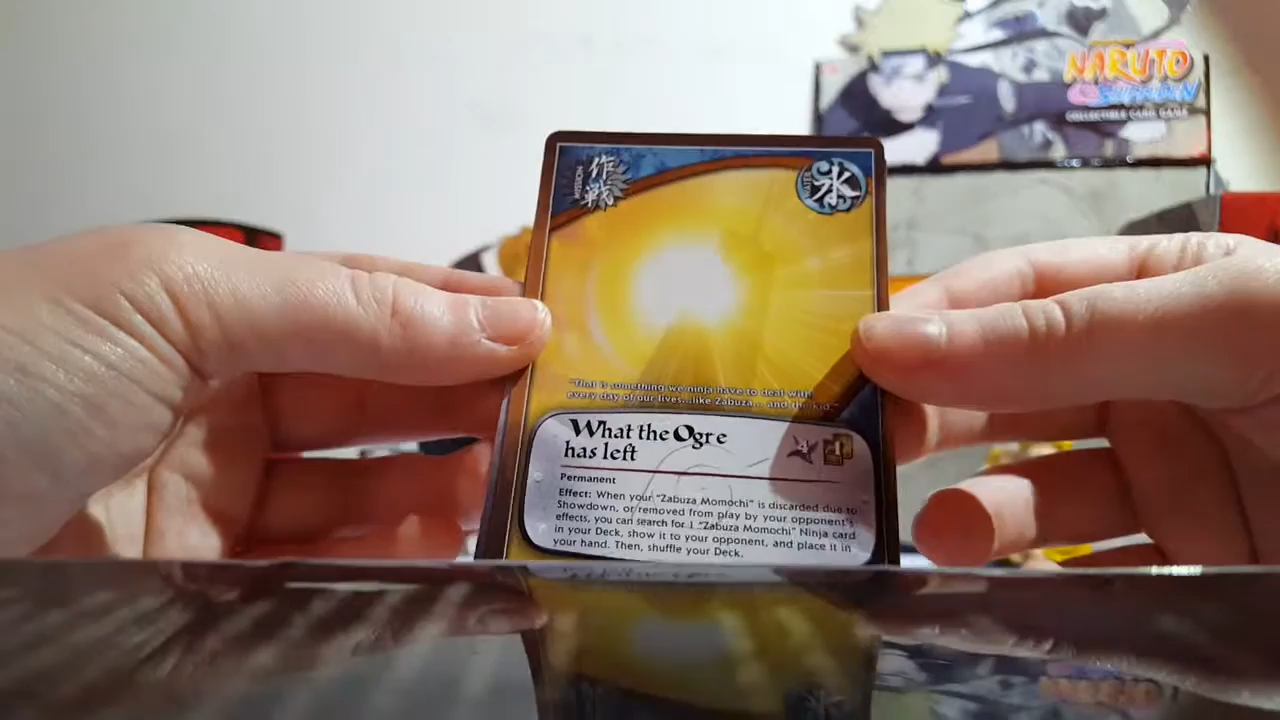 NARUTO
SHIPPUDEN
COLLECTIBLE CARD GAME
作戦
MISSION
水
WATER
"That is something we ninja have to deal with
every day of our lives...like Zabuza... and the kid."
What the Ogre
has left
4
1
Permanent
Effect: When your "Zabuza Momochi" is discarded due to
Showdown, or removed from play by your opponent's
effects, you can search for 1 "Zabuza Momochi" Ninja card
in your Deck, show it to your opponent, and place it in
your hand. Then, shuffle your Deck.